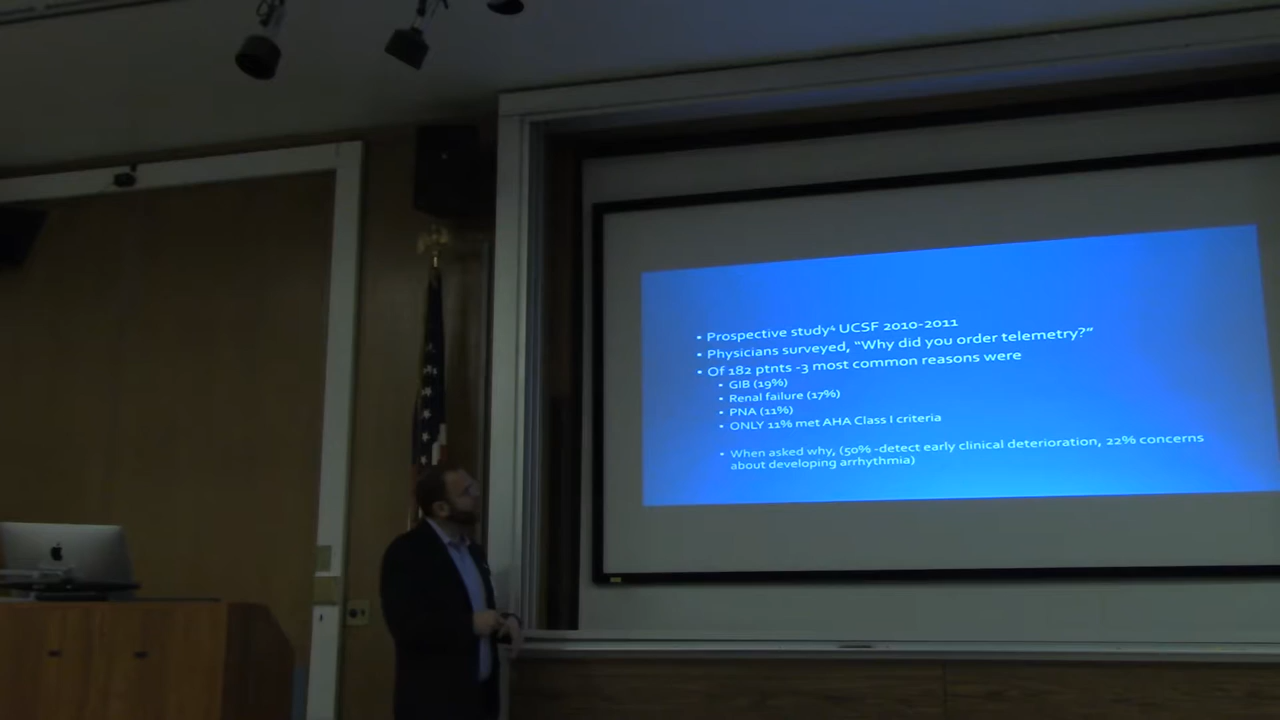 • Prospective study⁴ UCSF 2010-2011
• Physicians surveyed, “Why did you order telemetry?”
• Of 182 ptnts -3 most common reasons were
• GIB (19%)
• Renal failure (17%)
• PNA (11%)
• ONLY 11% met AHA Class I criteria
• When asked why, (50% -detect early clinical deterioration, 22% concerns
about developing arrhythmia)